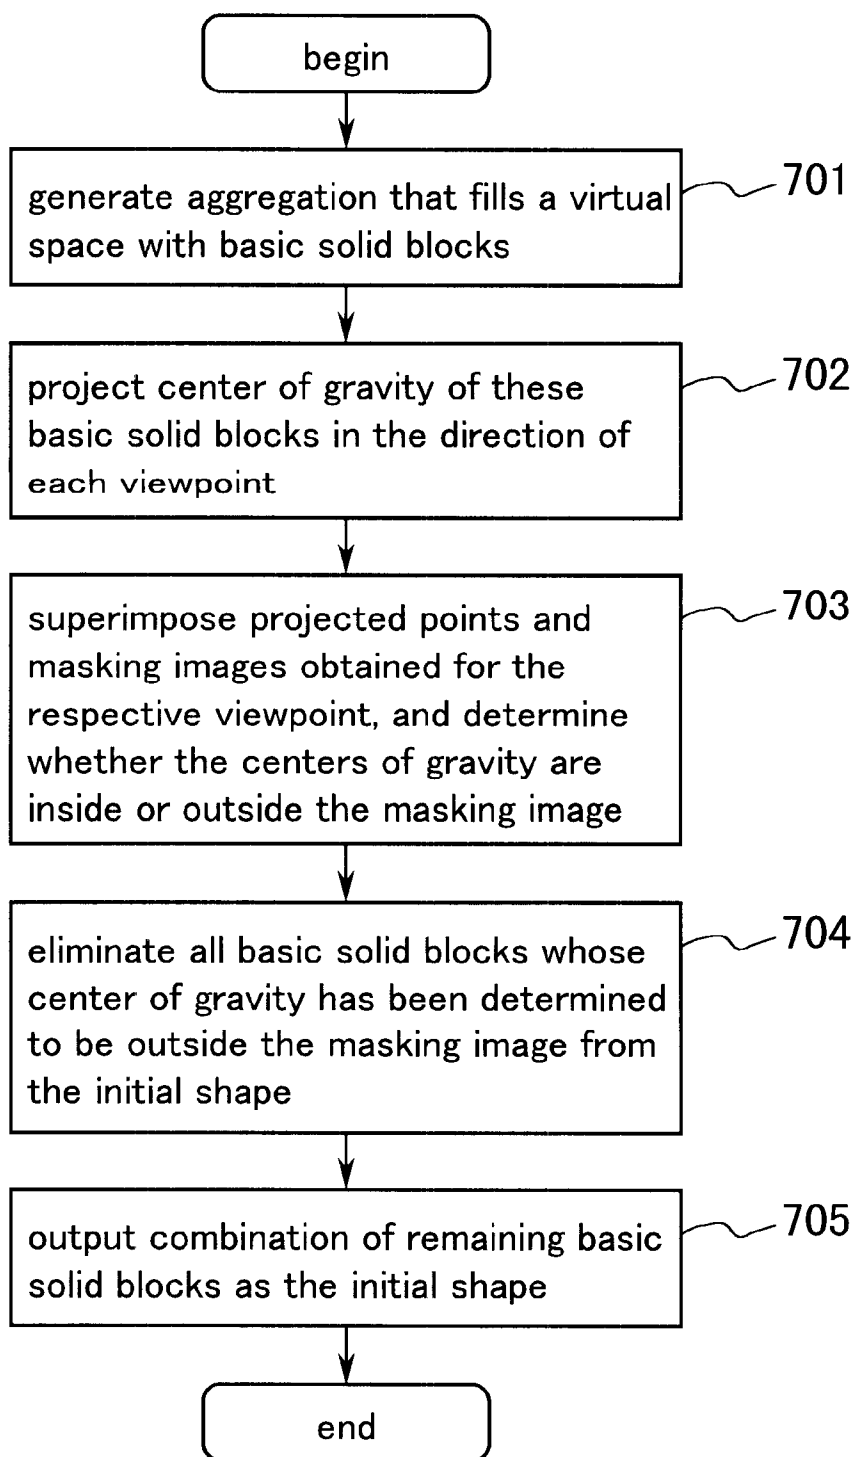 begin
701
generate aggregation that fills a virtual
space with basic solid blocks
702
project center of gravity of these
basic solid blocks in the direction of
each viewpoint
703
superimpose projected points and
masking images obtained for the
respective viewpoint, and determine
whether the centers of gravity are
inside or outside the masking image
704
eliminate all basic solid blocks whose
center of gravity has been determined
to be outside the masking image from
the initial shape
705
output combination of remaining basic
solid blocks as the initial shape
end